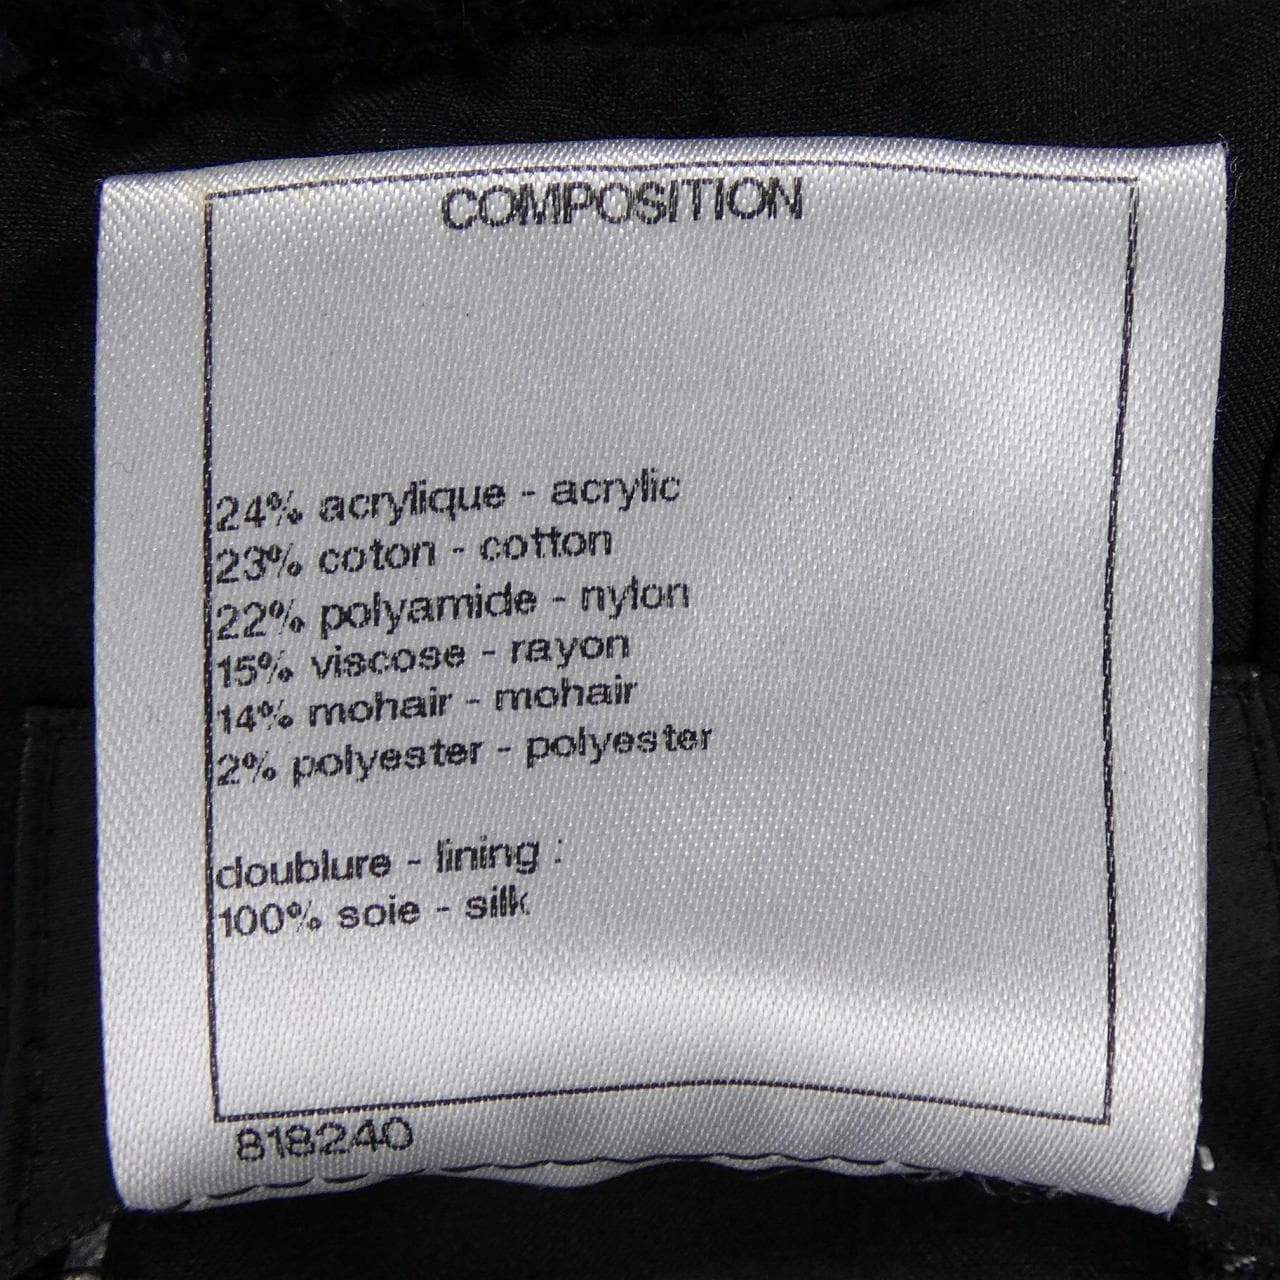 COMPOSITION
24% acrylique - acrylic
23% coton - cotton
22% polyamide - nylon
15% viscose - rayon
14% mohair - mohair
2% polyester - polyester
doublure - lining :
100% soie - silk
818240